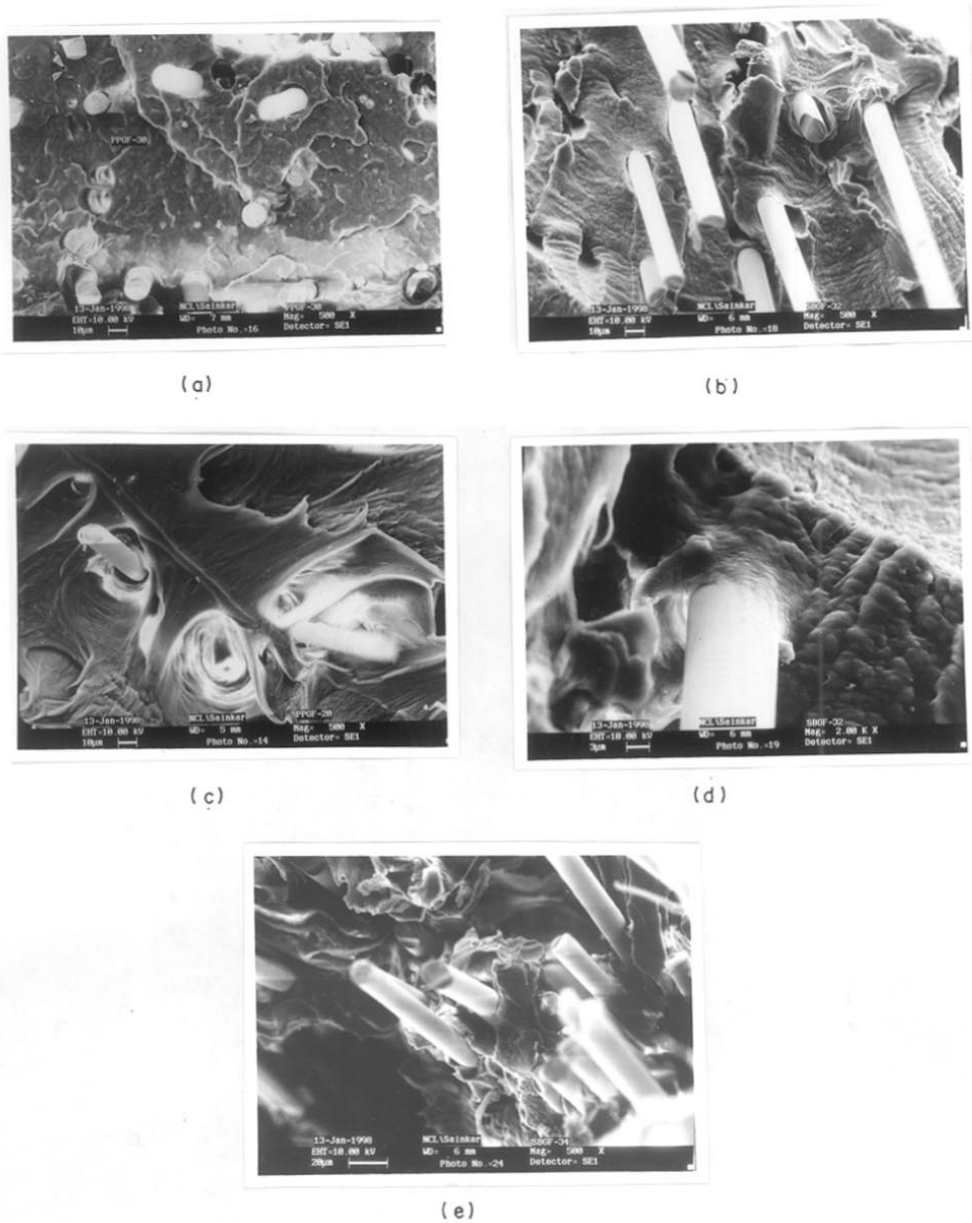 PPGF-30
13-Jan-1998 NCL\Sainkar PPGF-30
EHT=10.00 kV WD= 7 mm Mag= 500 X
10µm Photo No.=16 Detector= SE1
(a)
13-Jan-1998 NCL\Sainkar SBGF-32
EHT=10.00 kV WD= 6 mm Mag= 500 X
10µm Photo No.=18 Detector= SE1
(b)
13-Jan-1998 NCL\Sainkar PPGF-20
EHT=10.00 kV WD= 5 mm Mag= 500 X
10µm Photo No.=14 Detector= SE1
(c)
13-Jan-1998 NCL\Sainkar SBGF-32
EHT=10.00 kV WD= 6 mm Mag= 2.00 K X
3µm Photo No.=19 Detector= SE1
(d)
13-Jan-1998 NCL\Sainkar SBGF-34
EHT=10.00 kV WD= 6 mm Mag= 500 X
20µm Photo No.=24 Detector= SE1
(e)